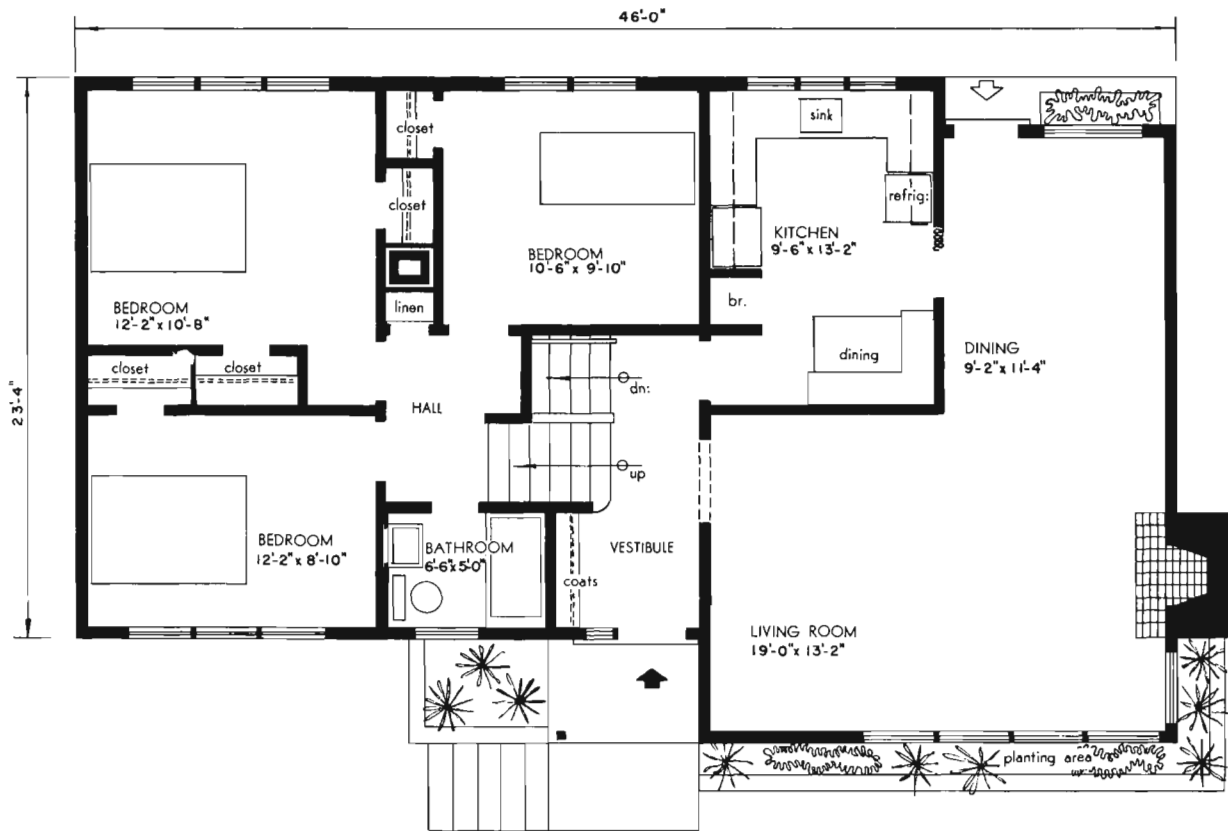 46'-0"
closet
sink
closet
refrig:
KITCHEN
9'-6" x 13'-2"
BEDROOM
10'-6" x 9'-10"
BEDROOM
12'-2" x 10'-8"
linen
br.
closet
closet
dining
DINING
9'-2" x 11'-4"
dn:
23'-4"
HALL
up
BEDROOM
12'-2" x 8'-10"
BATHROOM
6'-6" x 5'-0"
VESTIBULE
coats
LIVING ROOM
19'-0" x 13'-2"
planting area